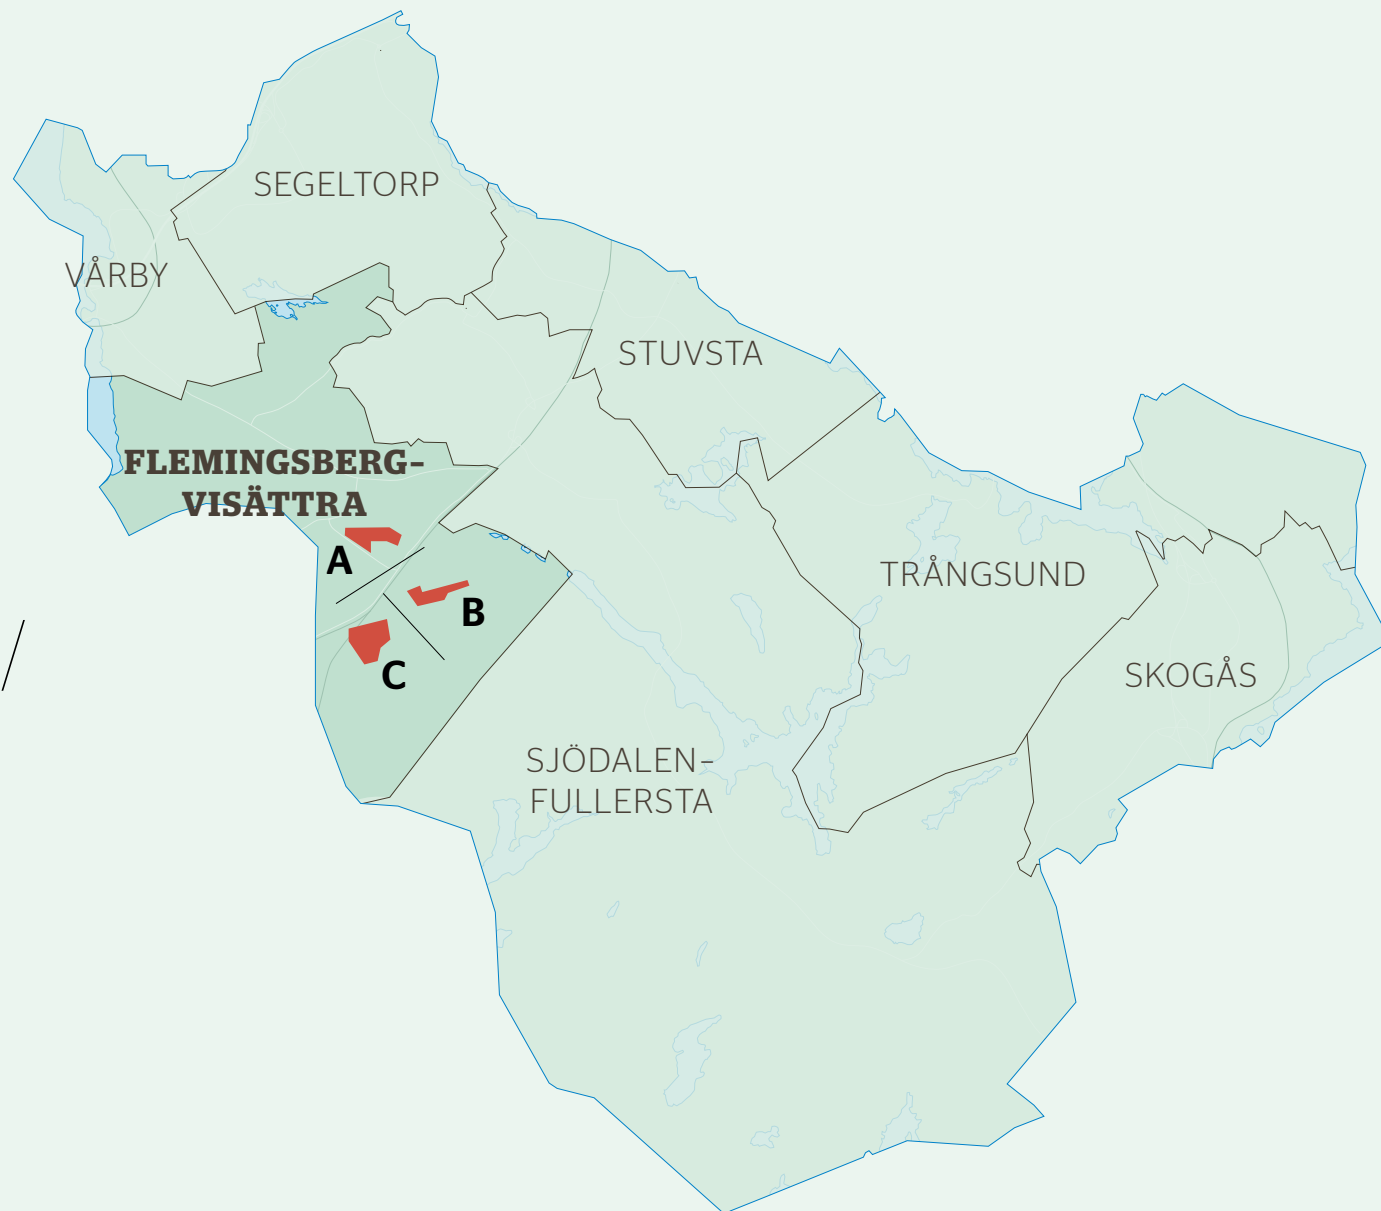 SEGELTORP
VÅRBY
STUVSTA
FLEMINGSBERG-
VISÄTTRA
A
TRÅNGSUND
B
C
SKOGÅS
SJÖDALEN-
FULLERSTA